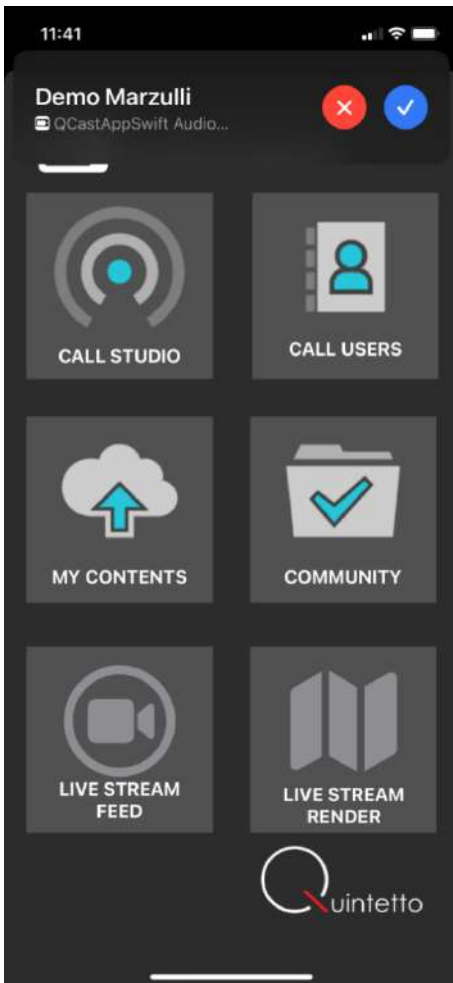 11:41
Demo Marzulli
QCastAppSwift Audio...
CALL STUDIO
CALL USERS
MY CONTENTS
COMMUNITY
LIVE STREAM
FEED
LIVE STREAM
RENDER
Quintetto